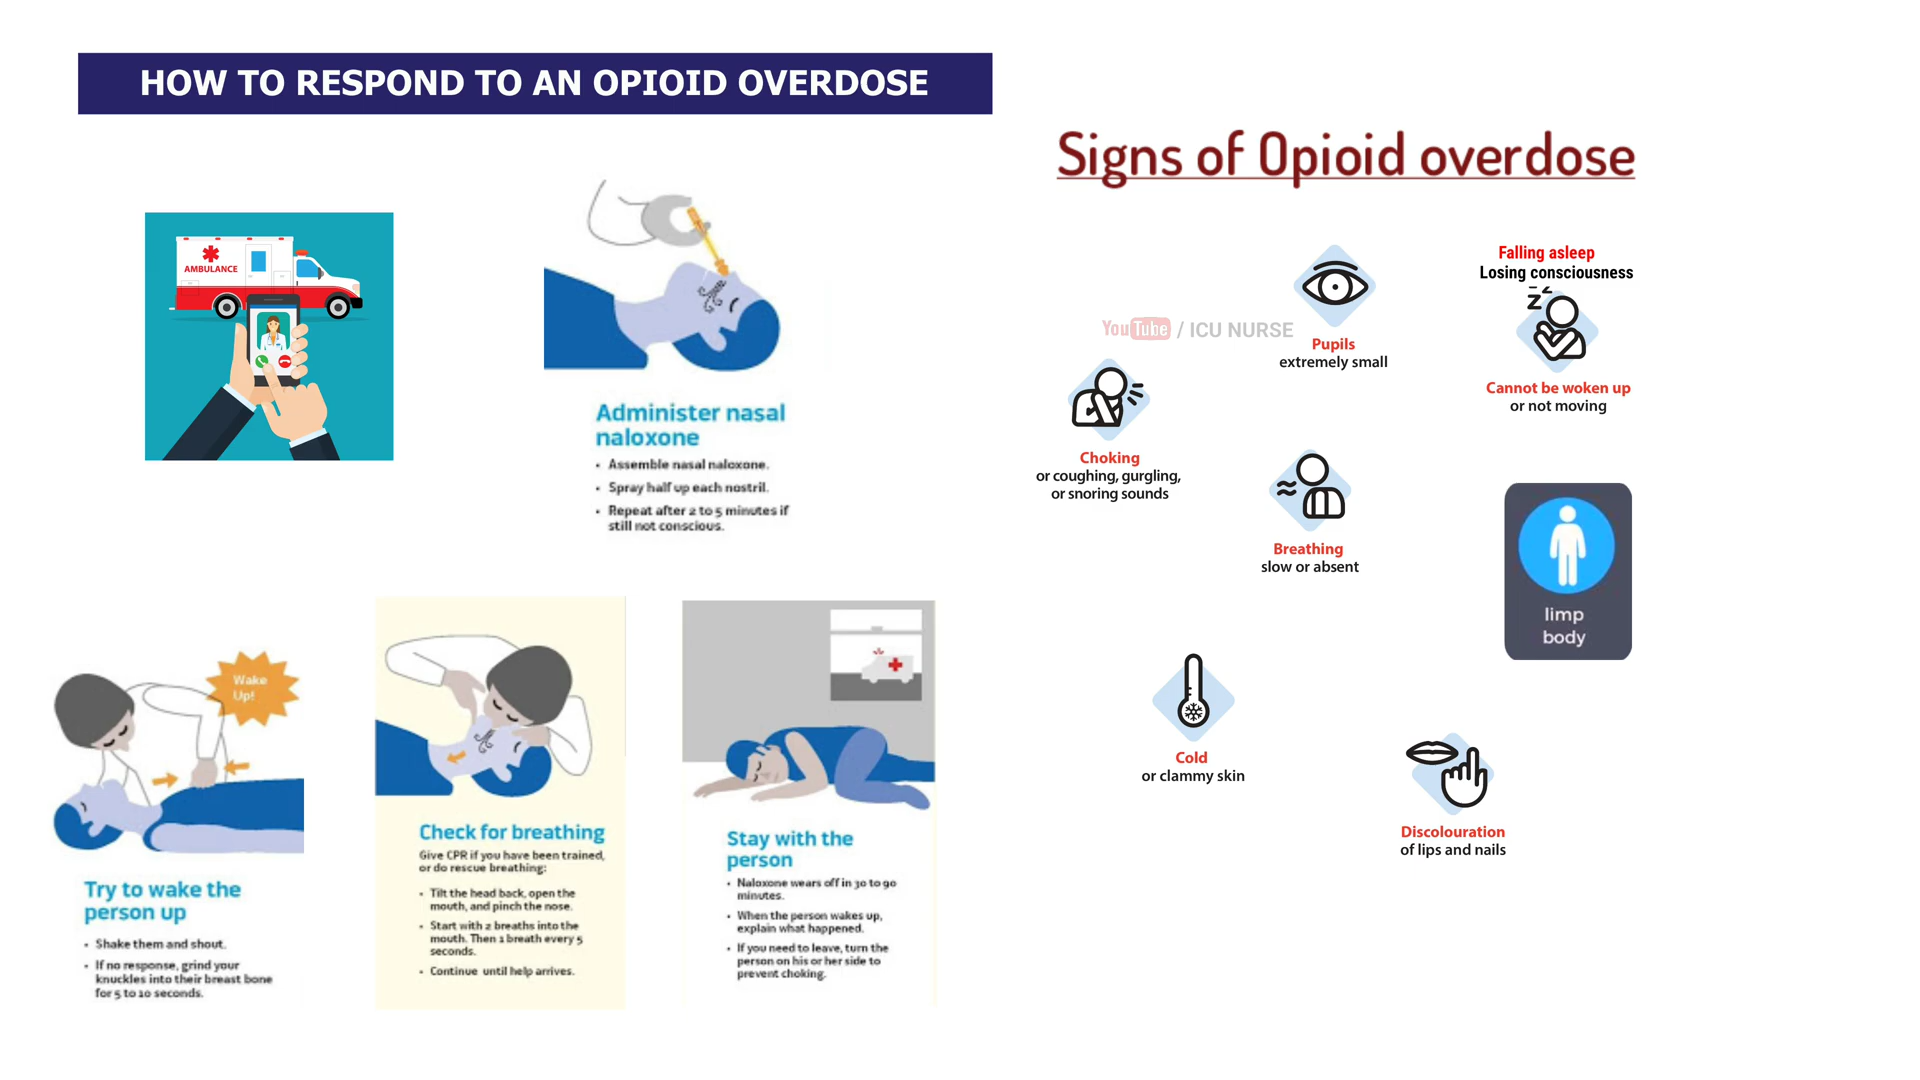 HOW TO RESPOND TO AN OPIOID OVERDOSE
AMBULANCE
Administer nasal
naloxone
• Assemble nasal naloxone.
• Spray half up each nostril.
• Repeat after 2 to 5 minutes if
still not conscious.
Wake
Up!
Try to wake the
person up
• Shake them and shout.
• If no response, grind your
knuckles into their breast bone
for 5 to 10 seconds.
Check for breathing
Give CPR if you have been trained,
or do rescue breathing:
• Tilt the head back, open the
mouth, and pinch the nose.
• Start with 2 breaths into the
mouth. Then 1 breath every 5
seconds.
• Continue until help arrives.
Stay with the
person
• Naloxone wears off in 30 to 90
minutes.
• When the person wakes up,
explain what happened.
• If you need to leave, turn the
person on his or her side to
prevent choking.
Signs of Opioid overdose
YouTube / ICU NURSE
Pupils
extremely small
Falling asleep
Losing consciousness
z z
Cannot be woken up
or not moving
Choking
or coughing, gurgling,
or snoring sounds
Breathing
slow or absent
limp
body
Cold
or clammy skin
Discolouration
of lips and nails